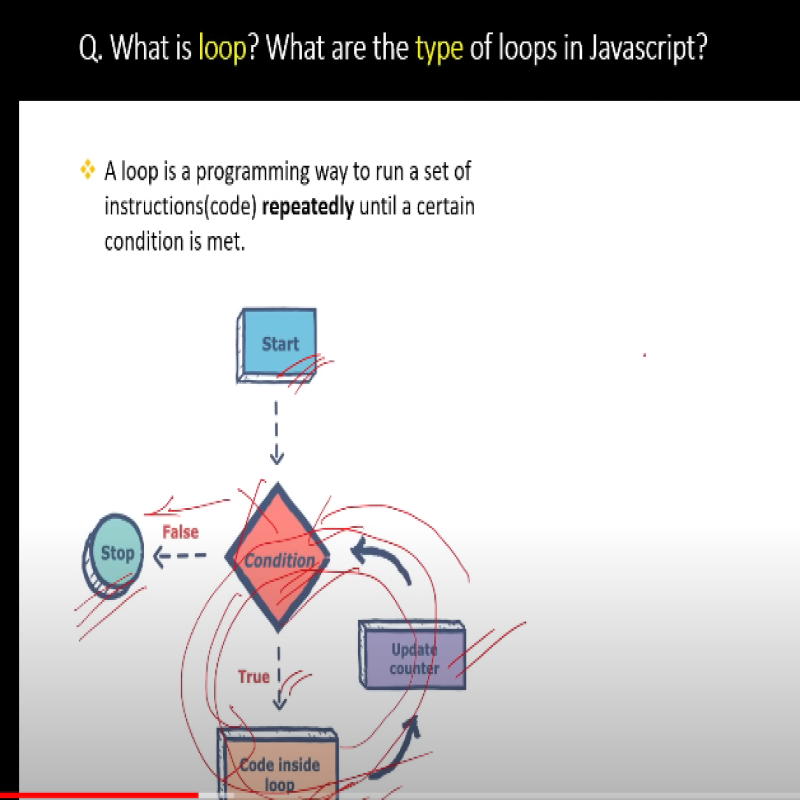 Q. What is loop? What are the type of loops in Javascript?
A loop is a programming way to run a set of
instructions(code) repeatedly until a certain
condition is met.
Start
False
Stop
Condition
Update
counter
True
Code inside
loop